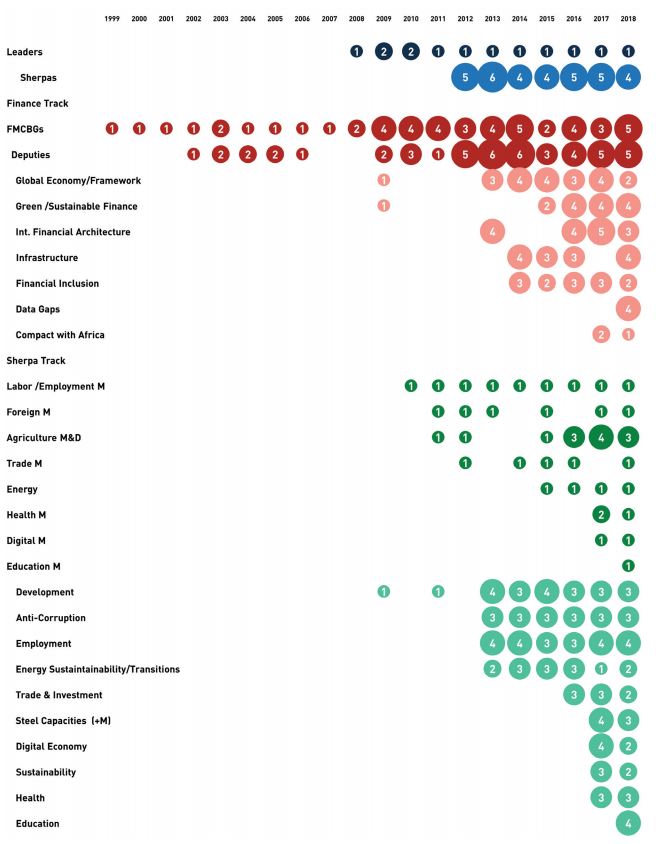 1999 2000 2001 2002 2003 2004 2005 2006 2007 2008 2009 2010 2011 2012 2013 2014 2015 2016 2017 2018
Leaders 1 2 2 1 1 1 1 1 1 1 1
Sherpas 5 6 4 4 5 5 4
Finance Track
FMCBGs 1 1 1 1 2 1 1 1 1 2 4 4 4 3 4 5 2 4 3 5
Deputies 1 2 2 2 1 2 3 1 5 6 6 3 4 5 5
Global Economy/Framework 1 3 4 4 3 4 2
Green /Sustainable Finance 1 2 4 4 4
Int. Financial Architecture 4 4 5 3
Infrastructure 4 3 3 4
Financial Inclusion 3 2 3 3 2
Data Gaps 4
Compact with Africa 2 1
Sherpa Track
Labor /Employment M 1 1 1 1 1 1 1 1 1
Foreign M 1 1 1 1 1 1
Agriculture M&D 1 1 1 3 4 3
Trade M 1 1 1 1 1
Energy 1 1 1 1
Health M 2 1
Digital M 1 1
Education M 1
Development 1 1 4 3 4 3 3 3
Anti-Corruption 3 3 3 3 3 3
Employment 4 4 3 3 4 4
Energy Sustaintainability/Transitions 2 3 3 3 1 2
Trade & Investment 3 3 2
Steel Capacities (+M) 4 3
Digital Economy 4 2
Sustainability 3 2
Health 3 3
Education 4